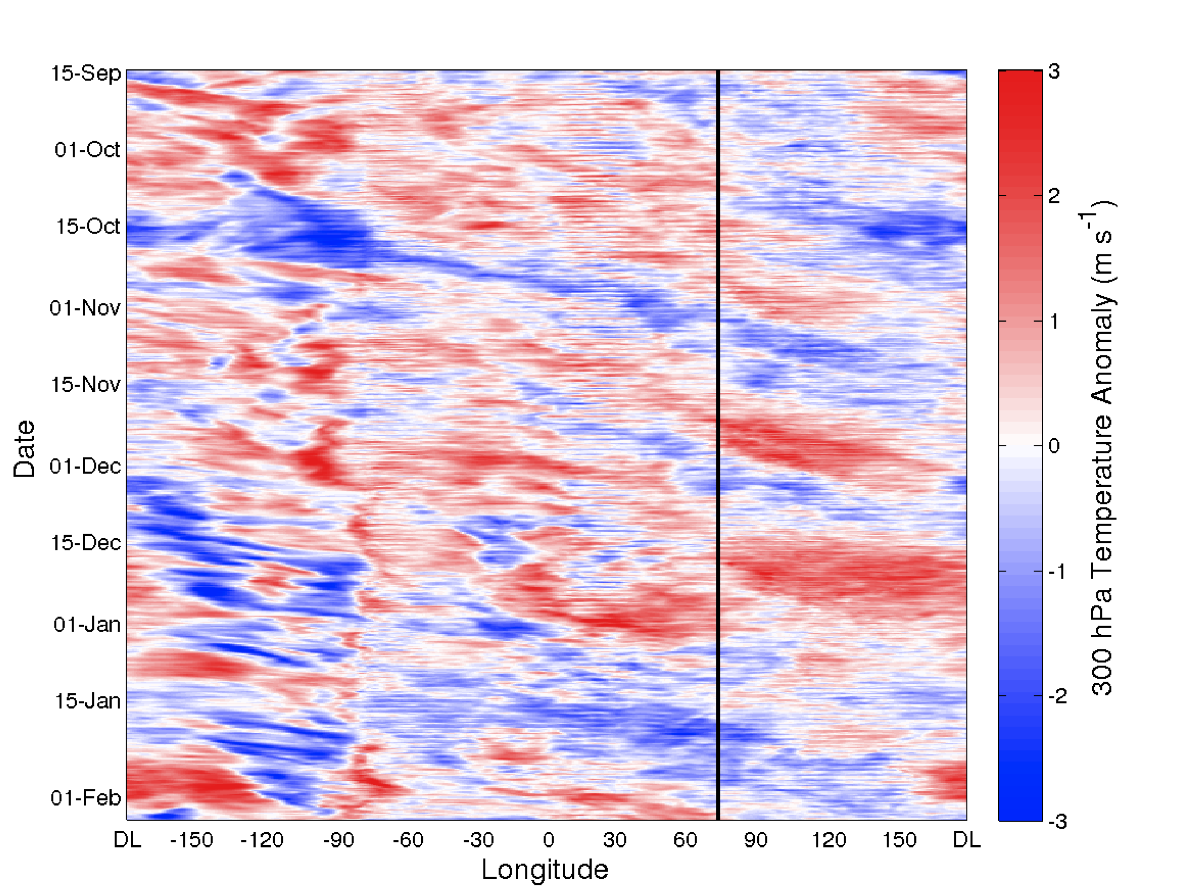 15-Sep
01-Oct
15-Oct
01-Nov
15-Nov
01-Dec
15-Dec
01-Jan
15-Jan
01-Feb
Date
DL -150 -120 -90 -60 -30 0 30 60 90 120 150 DL
Longitude
3
2
1
0
-1
-2
-3
300 hPa Temperature Anomaly (m s-1)